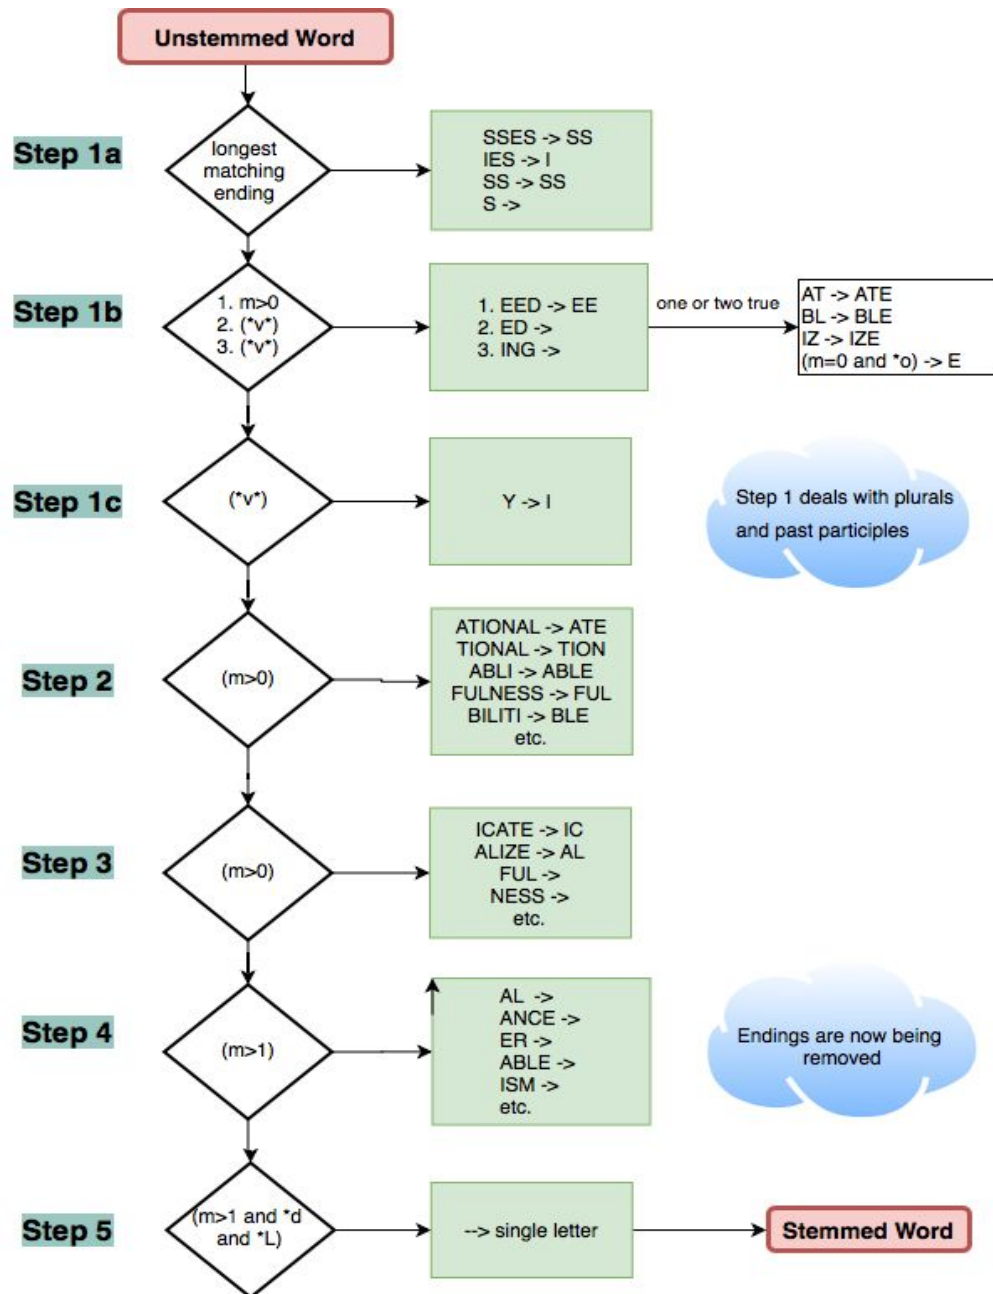 Unstemmed Word
Step 1a
longest
matching
ending
SSES -> SS
IES -> I
SS -> SS
S ->
Step 1b
1. m>0
2. (*v*)
3. (*v*)
1. EED -> EE
2. ED ->
3. ING ->
one or two true
AT -> ATE
BL -> BLE
IZ -> IZE
(m=0 and *o) -> E
Step 1c
(*v*)
Y -> I
Step 1 deals with plurals
and past participles
Step 2
(m>0)
ATIONAL -> ATE
TIONAL -> TION
ABLI -> ABLE
FULNESS -> FUL
BILITI -> BLE
etc.
Step 3
(m>0)
ICATE -> IC
ALIZE -> AL
FUL ->
NESS ->
etc.
Step 4
(m>1)
AL ->
ANCE ->
ER ->
ABLE ->
ISM ->
etc.
Endings are now being
removed
Step 5
(m>1 and *d
and *L)
--> single letter
Stemmed Word